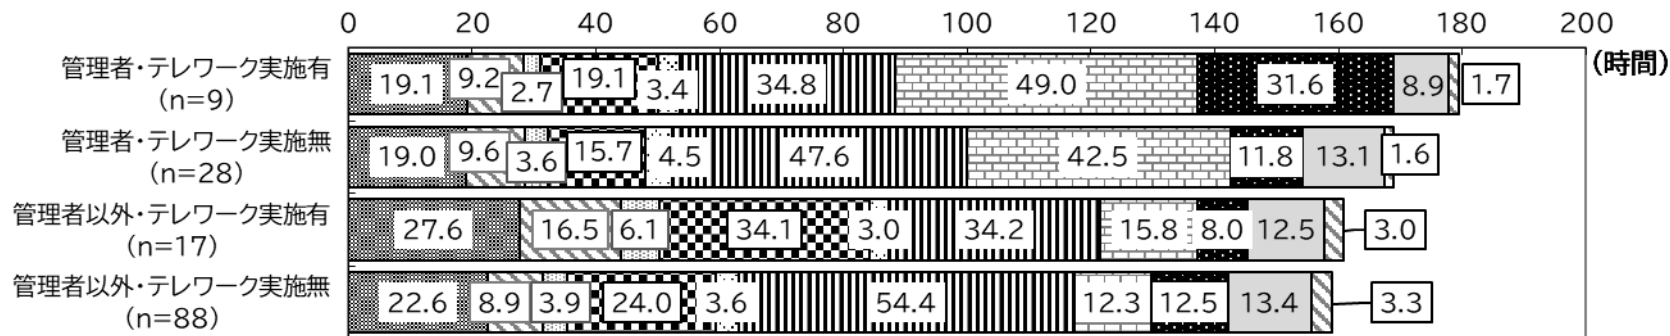 0 20 40 60 80 100 120 140 160 180 200
(時間)
管理者・テレワーク実施有
(n=9)
19.1 9.2 2.7 19.1 3.4 34.8 49.0 31.6 8.9 1.7
管理者・テレワーク実施無
(n=28)
19.0 9.6 3.6 15.7 4.5 47.6 42.5 11.8 13.1 1.6
管理者以外・テレワーク実施有
(n=17)
27.6 16.5 6.1 34.1 3.0 34.2 15.8 8.0 12.5 3.0
管理者以外・テレワーク実施無
(n=88)
22.6 8.9 3.9 24.0 3.6 54.4 12.3 12.5 13.4 3.3